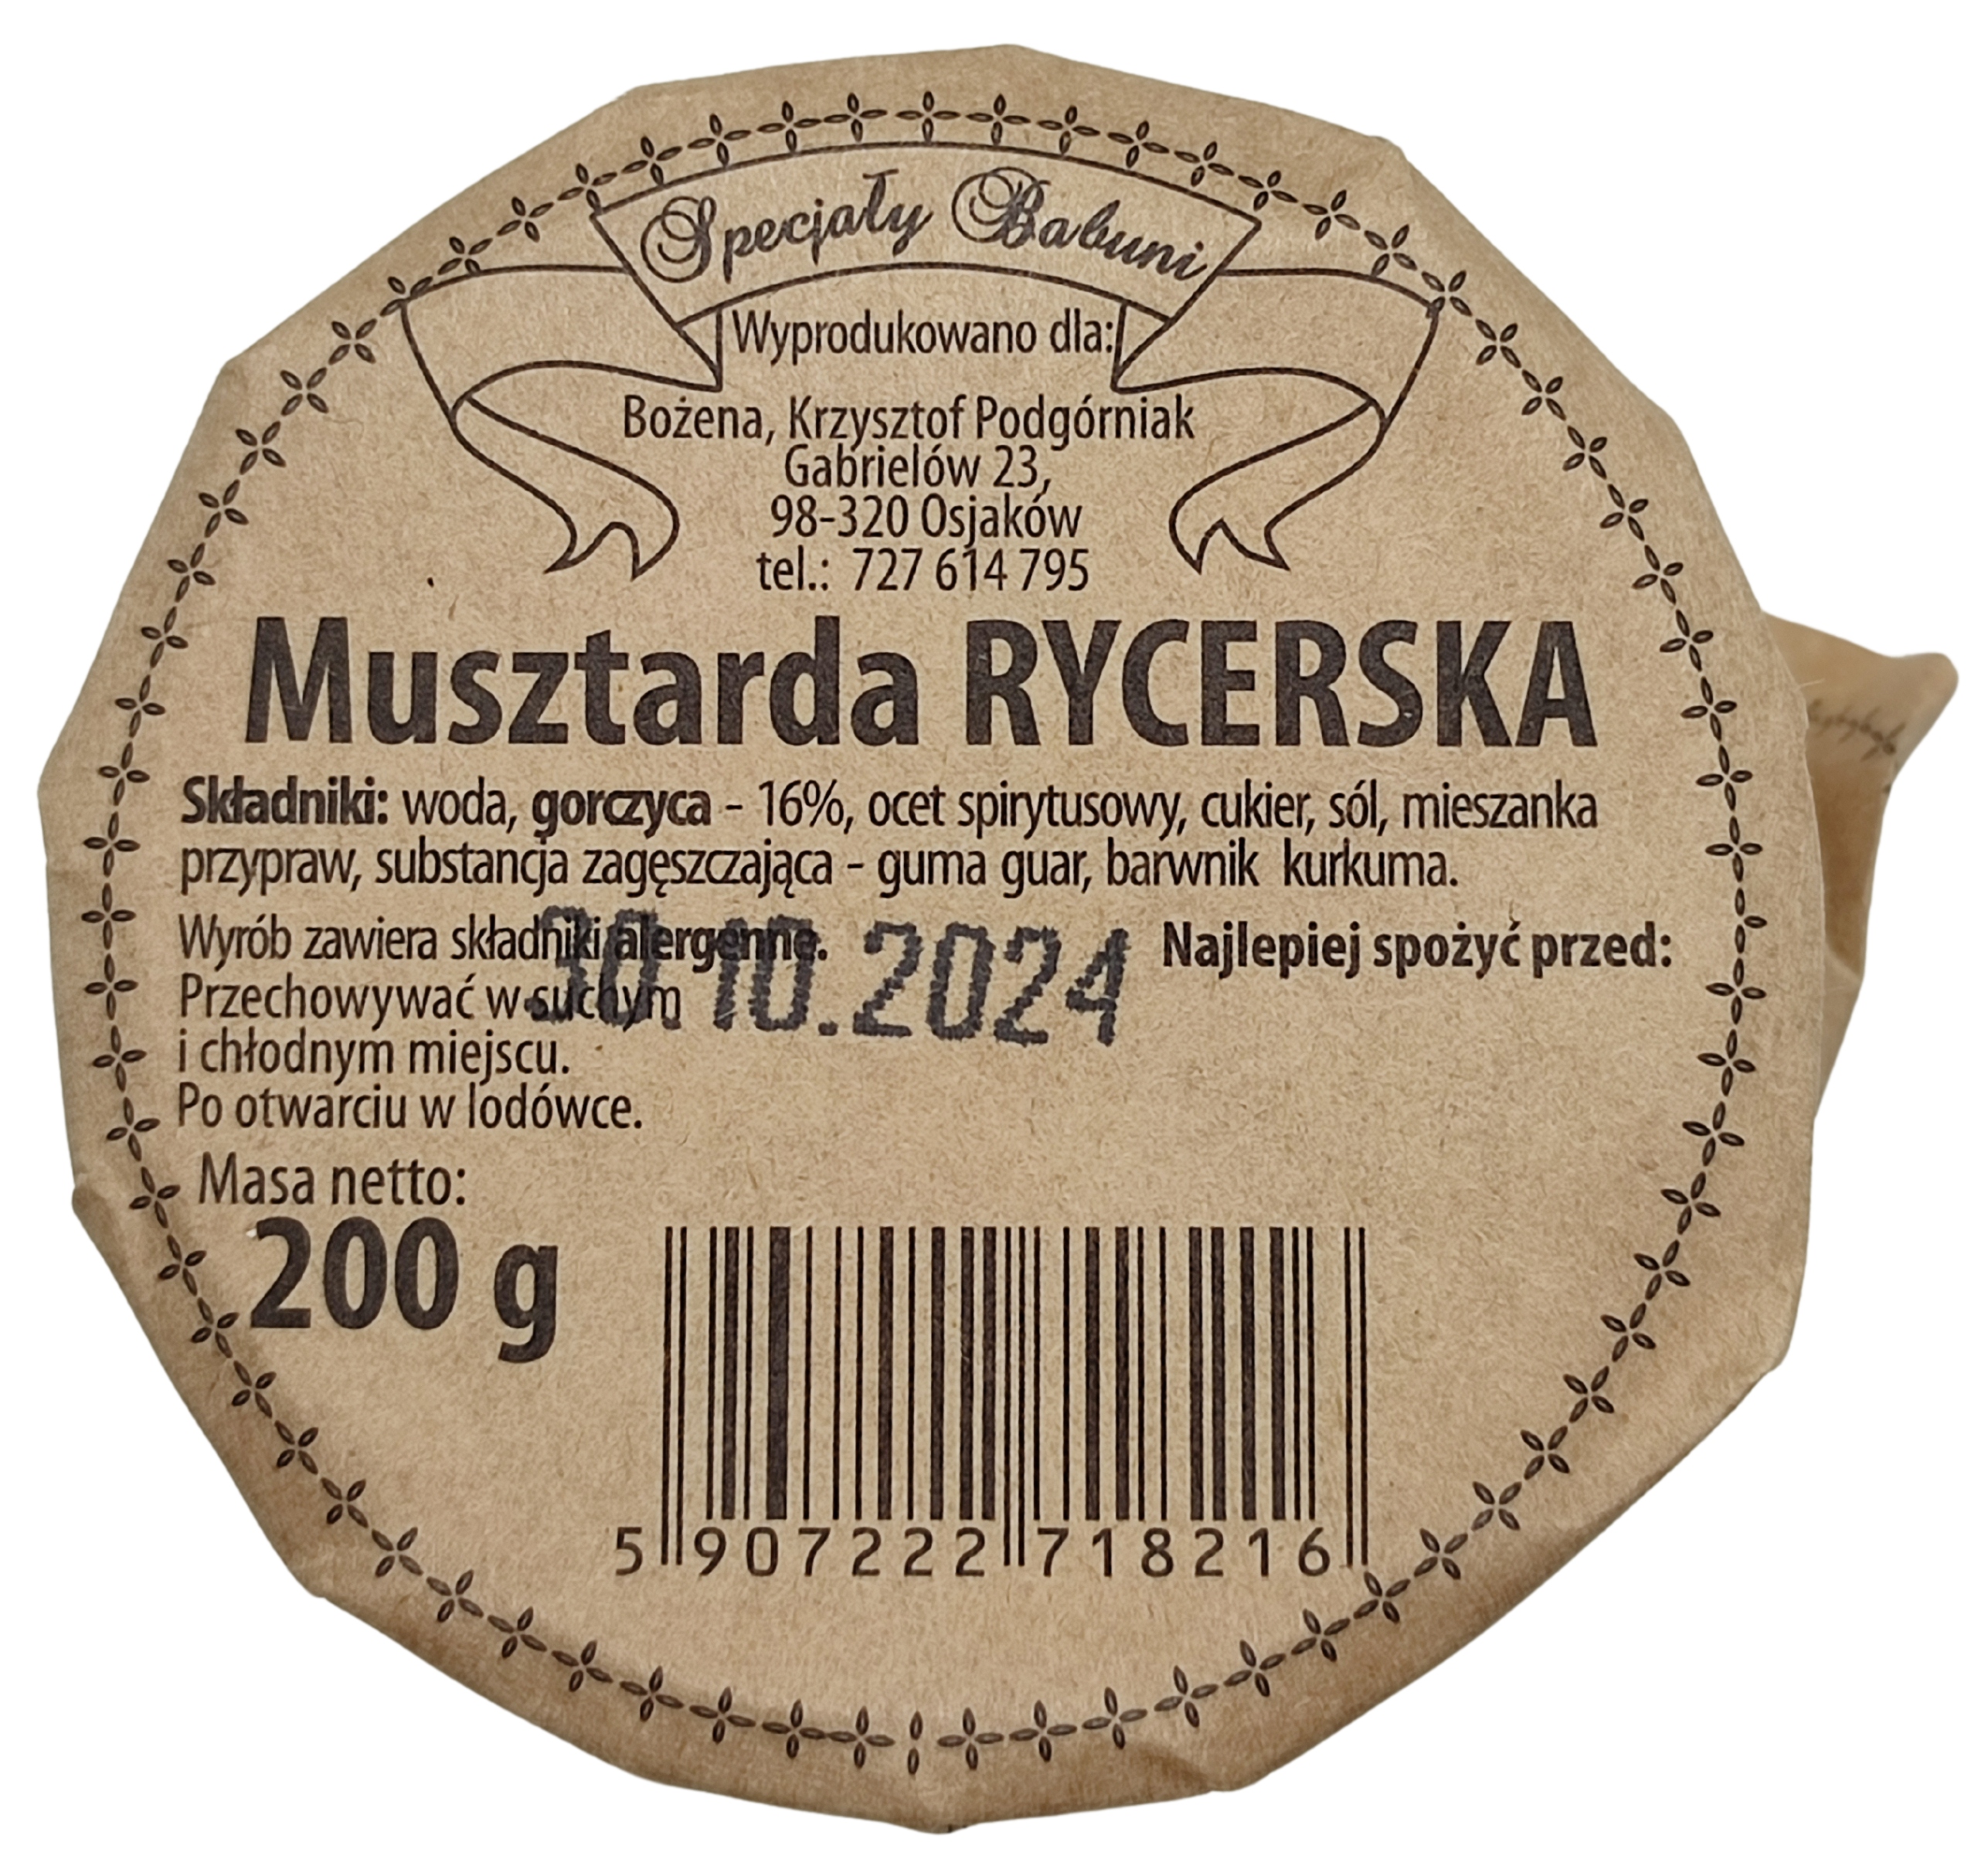 Specjały Babuni
Wyprodukowano dla:
Bożena, Krzysztof Podgórniak
Gabrielów 23,
98-320 Osjaków
tel.: 727 614 795
Musztarda RYCERSKA
Składniki: woda, gorczyca - 16%, ocet spirytusowy, cukier, sól, mieszanka
przypraw, substancja zagęszczająca - guma guar, barwnik kurkuma.
Wyrób zawiera składniki alergenne.
Przechowywać w suchym
i chłodnym miejscu.
Po otwarciu w lodówce.
Najlepiej spożyć przed:
30.10.2024
Masa netto:
200 g
5 907222 718216